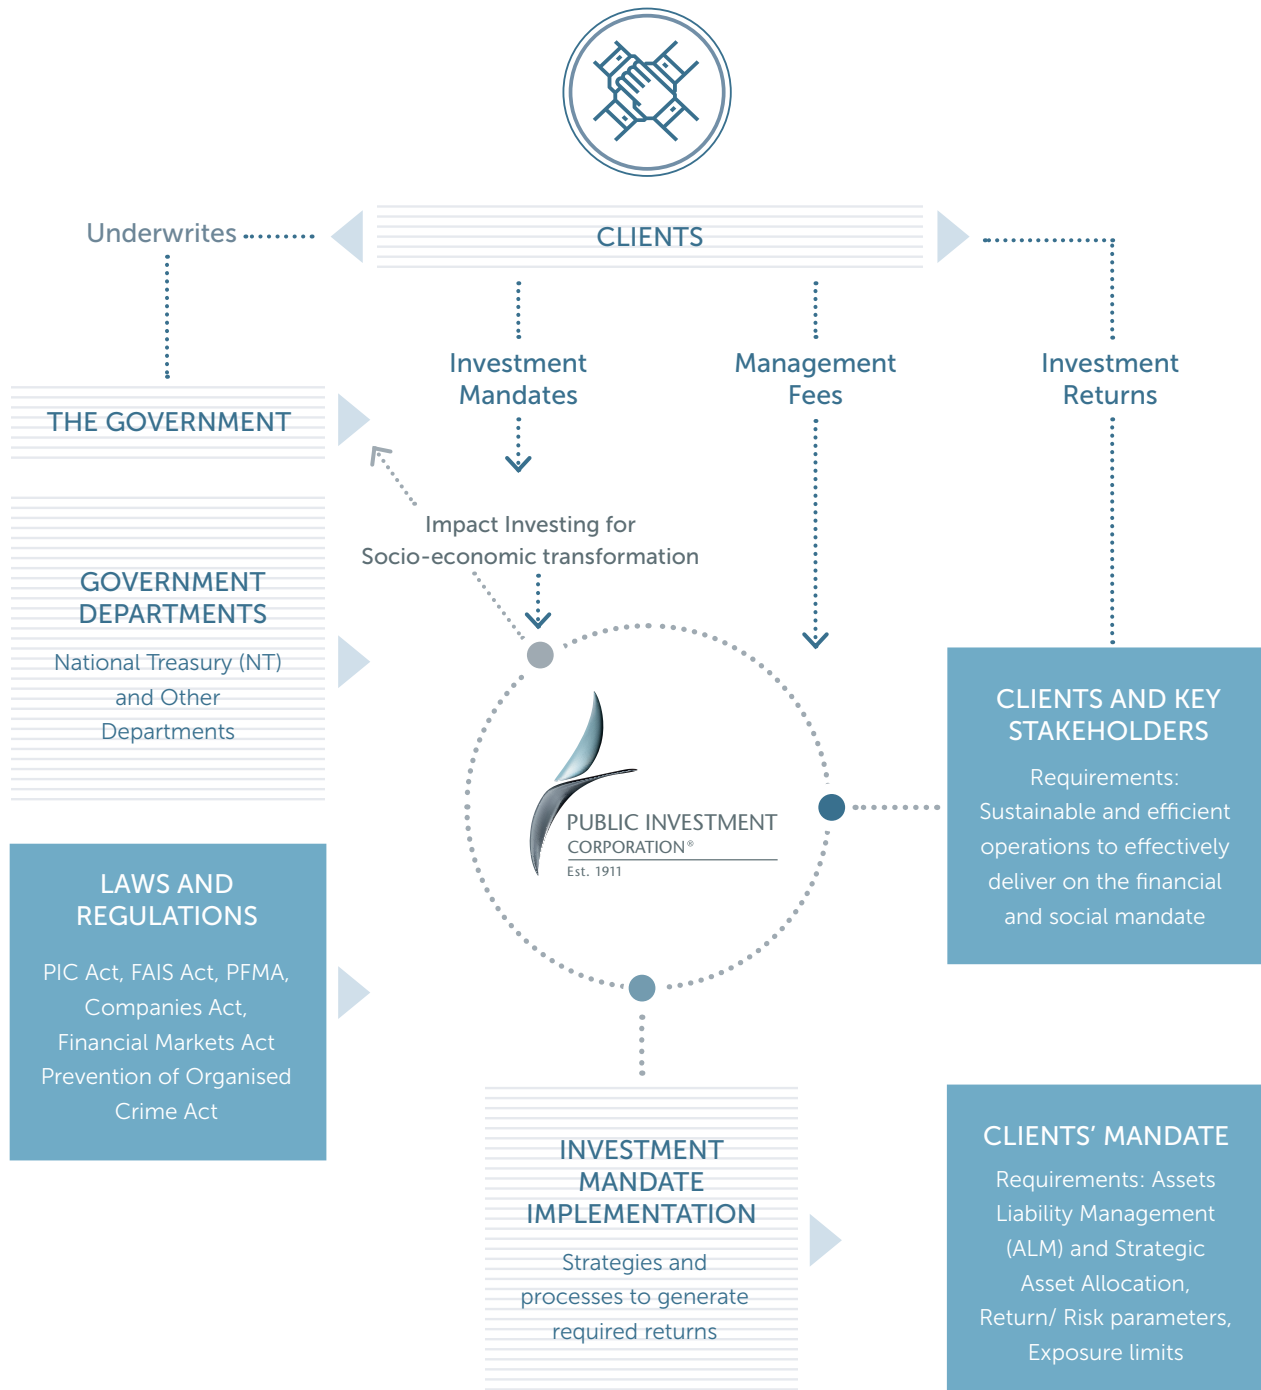 Underwrites
CLIENTS
Investment
Mandates
Management
Fees
Investment
Returns
THE GOVERNMENT
Impact Investing for
Socio-economic transformation
GOVERNMENT
DEPARTMENTS
National Treasury (NT)
and Other
Departments
PUBLIC INVESTMENT
CORPORATION®
Est. 1911
CLIENTS AND KEY
STAKEHOLDERS
Requirements:
Sustainable and efficient
operations to effectively
deliver on the financial
and social mandate
LAWS AND
REGULATIONS
PIC Act, FAIS Act, PFMA,
Companies Act,
Financial Markets Act
Prevention of Organised
Crime Act
INVESTMENT
MANDATE
IMPLEMENTATION
Strategies and
processes to generate
required returns
CLIENTS’ MANDATE
Requirements: Assets
Liability Management
(ALM) and Strategic
Asset Allocation,
Return/ Risk parameters,
Exposure limits